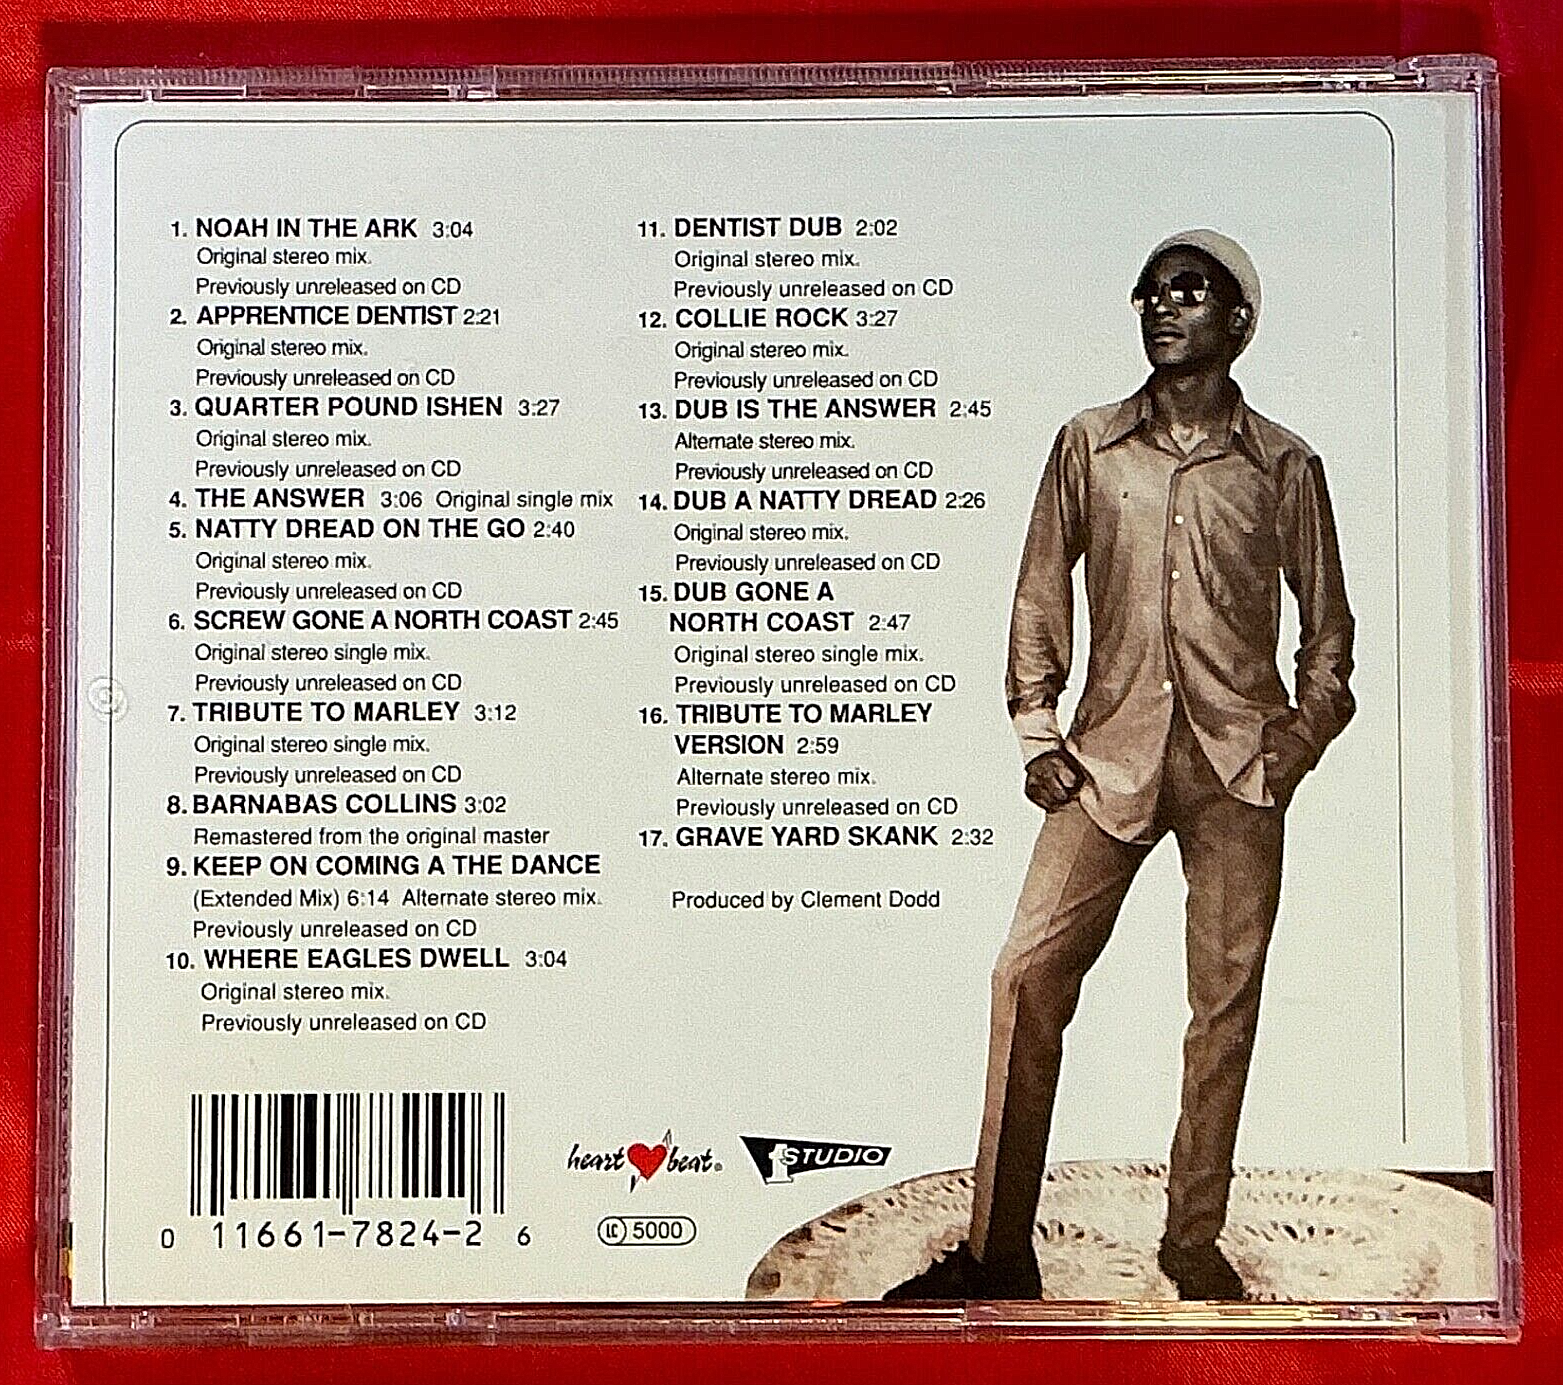 1. NOAH IN THE ARK 3:04
Original stereo mix.
Previously unreleased on CD
2. APPRENTICE DENTIST 2:21
Original stereo mix.
Previously unreleased on CD
3. QUARTER POUND ISHEN 3:27
Original stereo mix.
Previously unreleased on CD
4. THE ANSWER 3:06 Original single mix
5. NATTY DREAD ON THE GO 2:40
Original stereo mix.
Previously unreleased on CD
6. SCREW GONE A NORTH COAST 2:45
Original stereo single mix.
Previously unreleased on CD
7. TRIBUTE TO MARLEY 3:12
Original stereo single mix.
Previously unreleased on CD
8. BARNABAS COLLINS 3:02
Remastered from the original master
9. KEEP ON COMING A THE DANCE
(Extended Mix) 6:14 Alternate stereo mix.
Previously unreleased on CD
10. WHERE EAGLES DWELL 3:04
Original stereo mix.
Previously unreleased on CD
11. DENTIST DUB 2:02
Original stereo mix.
Previously unreleased on CD
12. COLLIE ROCK 3:27
Original stereo mix.
Previously unreleased on CD
13. DUB IS THE ANSWER 2:45
Alternate stereo mix.
Previously unreleased on CD
14. DUB A NATTY DREAD 2:26
Original stereo mix.
Previously unreleased on CD
15. DUB GONE A
NORTH COAST 2:47
Original stereo single mix.
Previously unreleased on CD
16. TRIBUTE TO MARLEY
VERSION 2:59
Alternate stereo mix.
Previously unreleased on CD
17. GRAVE YARD SKANK 2:32
Produced by Clement Dodd
0 11661-7824-2 6
heart beat®
STUDIO 1
LC 5000